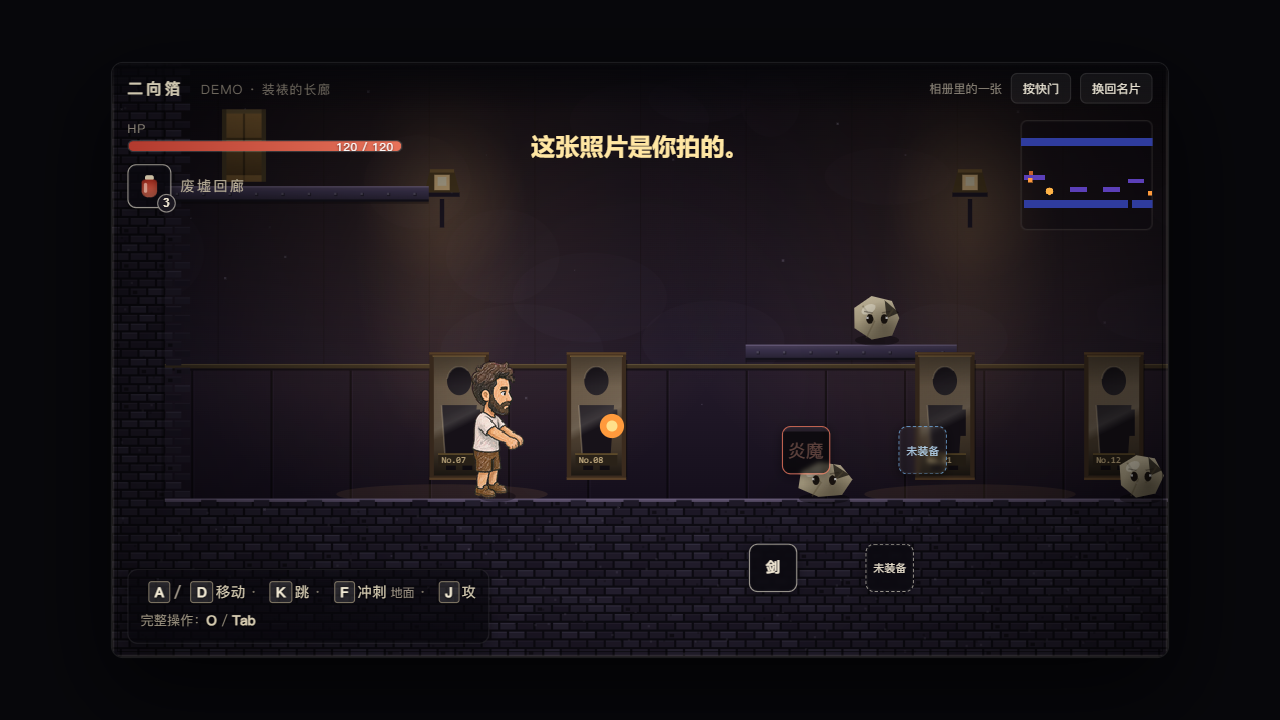 二向箔 DEMO · 装裱的长廊
相册里的一张 按快门 换回名片
HP
120 / 120
这张照片是你拍的。
3 废墟回廊
炎魔 未装备
No.07 No.08 No.12
剑 未装备
A / D 移动 · K 跳 · F 冲刺 地面 · J 攻
完整操作: O / Tab